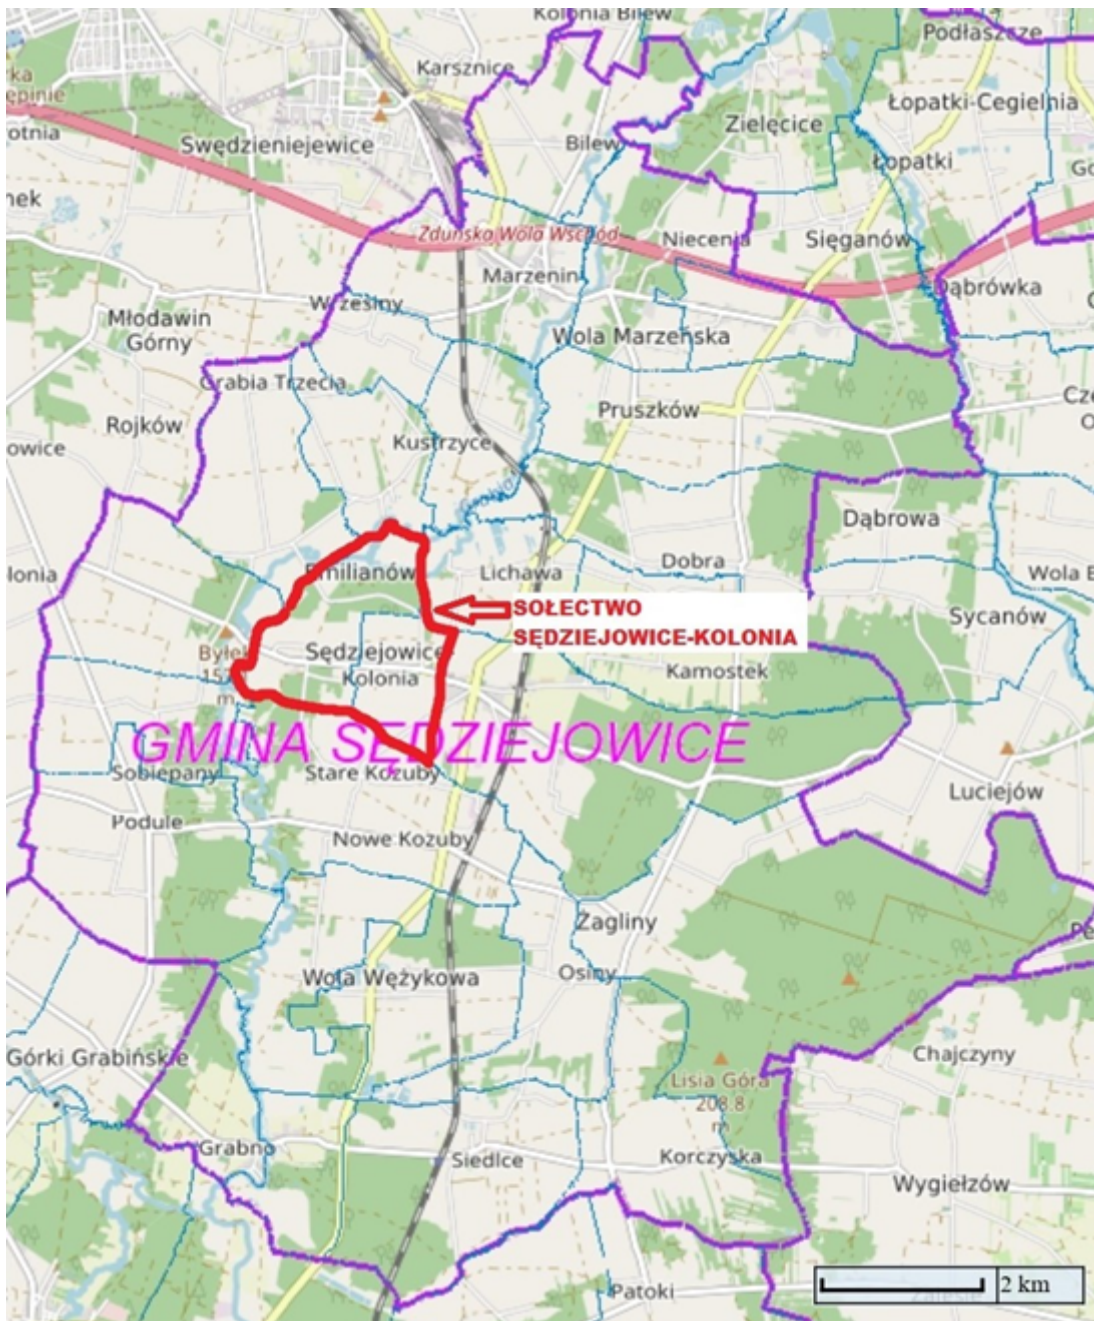 Kolonia Bilew
Podłaszcze
Karsznice
Łopatki-Cegielnia
Zielęcice
Swędzieniejewice
Bilew
Łopatki
Zduńska Wola Wschód
Niecenia
Sięganów
Marzenin
Dąbrówka
Wrzesiny
Młodawin
Górny
Wola Marzeńska
Grabia Trzecia
Pruszków
Rojków
Kustrzyce
owice
Dąbrowa
Dobra
Emilianów
Lichawa
lonia
SOŁECTWO
SĘDZIEJOWICE-KOLONIA
Sycanów
Sędziejowice
Kolonia
Kamostek
GMINA SĘDZIEJOWICE
Sobiepany
Stare Kozuby
Luciejów
Podule
Nowe Kozuby
Żagliny
Osiny
Wola Wężykowa
Górki Grabińskie
Chajczyny
Lisia Góra
208.8
m
Grabno
Siedlce
Korczyska
Wygiełzów
Patoki
2 km